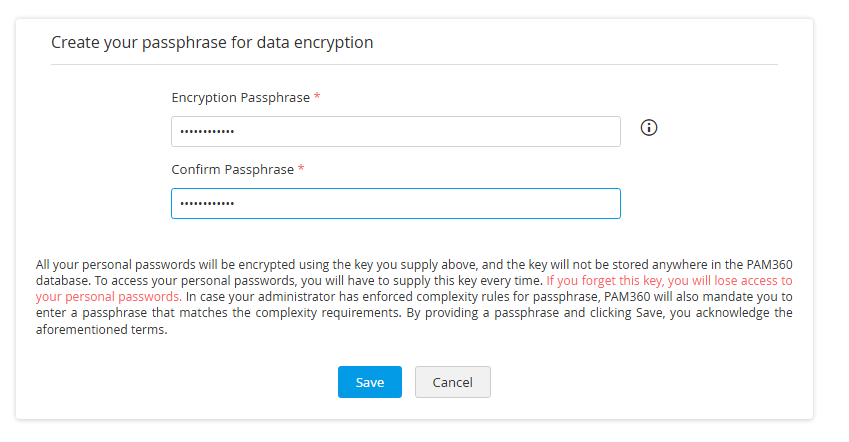 Create your passphrase for data encryption
Encryption Passphrase *
••••••••••••
Confirm Passphrase *
••••••••••••
All your personal passwords will be encrypted using the key you supply above, and the key will not be stored anywhere in the PAM360
database. To access your personal passwords, you will have to supply this key every time. If you forget this key, you will lose access to
your personal passwords. In case your administrator has enforced complexity rules for passphrase, PAM360 will also mandate you to
enter a passphrase that matches the complexity requirements. By providing a passphrase and clicking Save, you acknowledge the
aforementioned terms.
Save Cancel